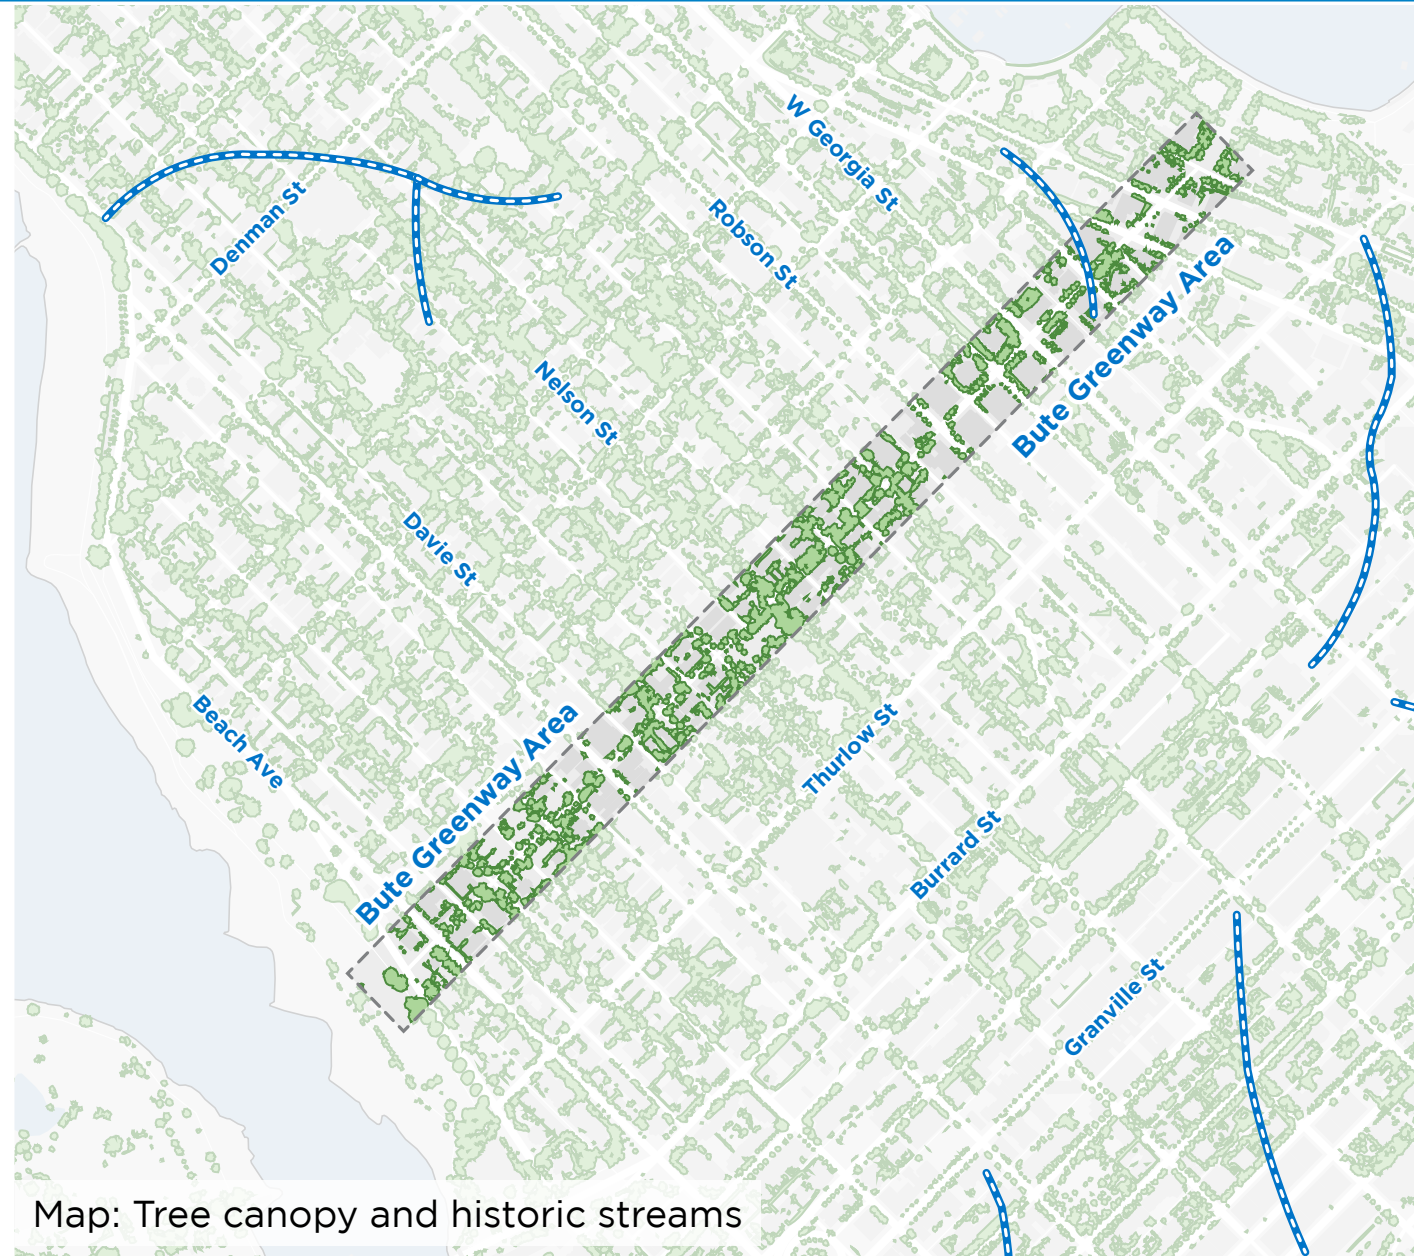 W Georgia St
Denman St
Robson St
Bute Greenway Area
Nelson St
Davie St
Beach Ave
Bute Greenway Area
Thurlow St
Burrard St
Granville St
Map: Tree canopy and historic streams